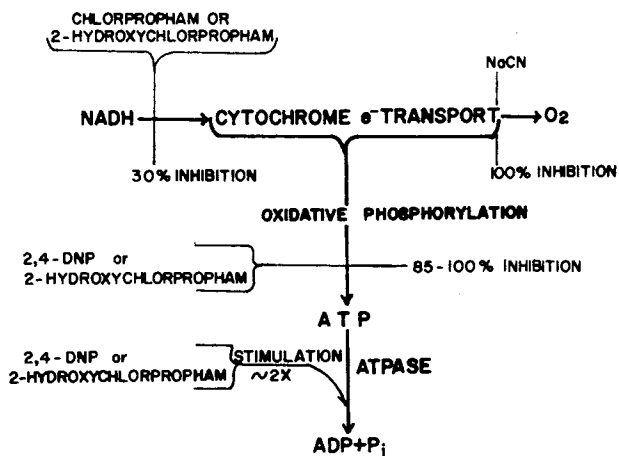 CHLORPROPHAM OR
2-HYDROXYCHLORPROPHAM
NaCN
NADH
CYTOCHROME e⁻ TRANSPORT
O₂
30% INHIBITION
100% INHIBITION
OXIDATIVE PHOSPHORYLATION
2,4-DNP or
2-HYDROXYCHLORPROPHAM
85-100% INHIBITION
ATP
2,4-DNP or
2-HYDROXYCHLORPROPHAM
STIMULATION
~2X
ATPASE
ADP+Pi